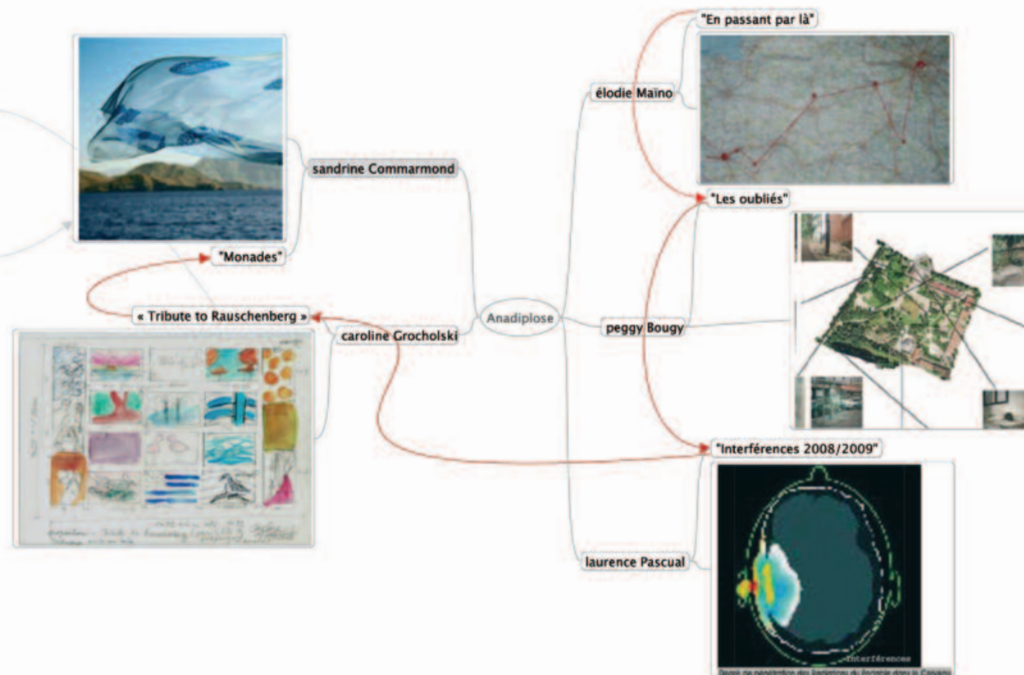 "En passant par là"
élodie Maïno
sandrine Commarmond
"Les oubliés"
"Monades"
« Tribute to Rauschenberg »
Anadiplose
peggy Bougy
caroline Grocholski
"Interférences 2008/2009"
laurence Pascual
Interférences